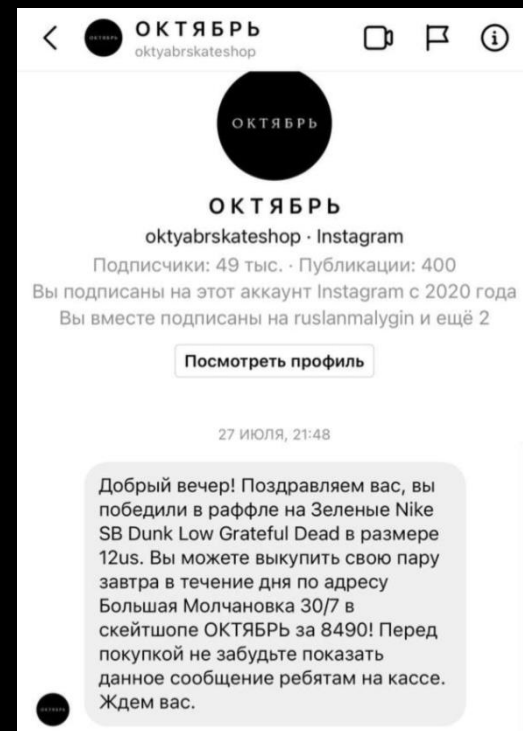 ОКТЯБРЬ
oktyabrskateshop
ОКТЯБРЬ
ОКТЯБРЬ
ОКТЯБРЬ
oktyabrskateshop · Instagram
Подписчики: 49 тыс. · Публикации: 400
Вы подписаны на этот аккаунт Instagram с 2020 года
Вы вместе подписаны на ruslanmalygin и ещё 2
Посмотреть профиль
27 ИЮЛЯ, 21:48
Добрый вечер! Поздравляем вас, вы
победили в раффле на Зеленые Nike
SB Dunk Low Grateful Dead в размере
12us. Вы можете выкупить свою пару
завтра в течение дня по адресу
Большая Молчановка 30/7 в
скейтшопе ОКТЯБРЬ за 8490! Перед
покупкой не забудьте показать
данное сообщение ребятам на кассе.
Ждем вас.
ОКТЯБРЬ